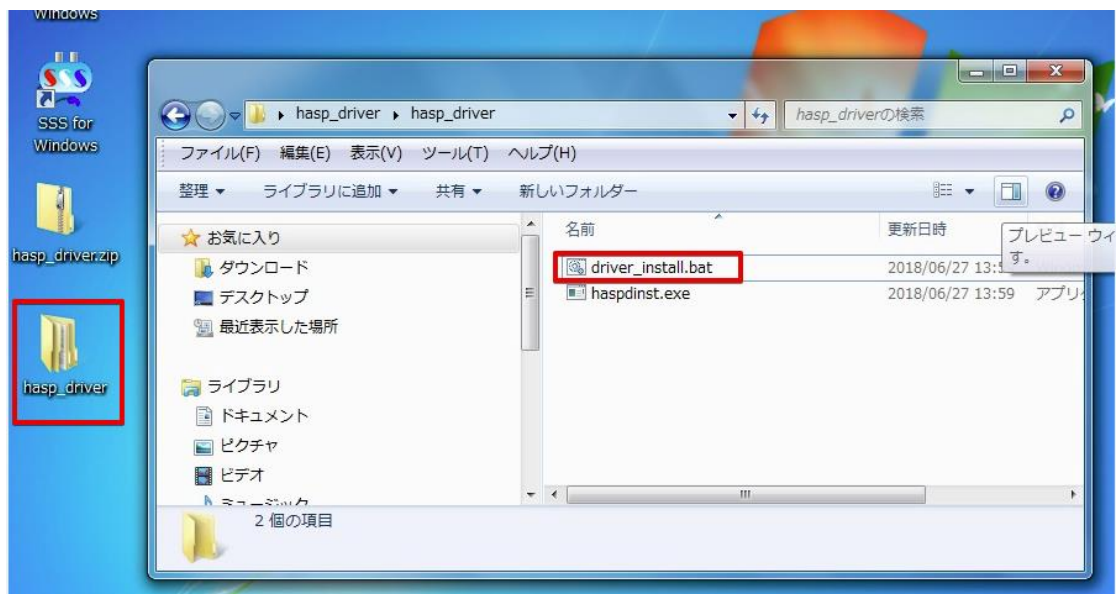 Windows
SSS for
Windows
hasp_driver.zip
hasp_driver
hasp_driver hasp_driver
hasp_driverの検索
ファイル(F) 編集(E) 表示(V) ツール(T) ヘルプ(H)
整理 ライブラリに追加 共有 新しいフォルダー
お気に入り
ダウンロード
デスクトップ
最近表示した場所
ライブラリ
ドキュメント
ピクチャ
ビデオ
ミュージック
名前 更新日時
プレビュー ウィ
す。
driver_install.bat 2018/06/27 13:5
haspdinst.exe 2018/06/27 13:59 アプリ
2 個の項目